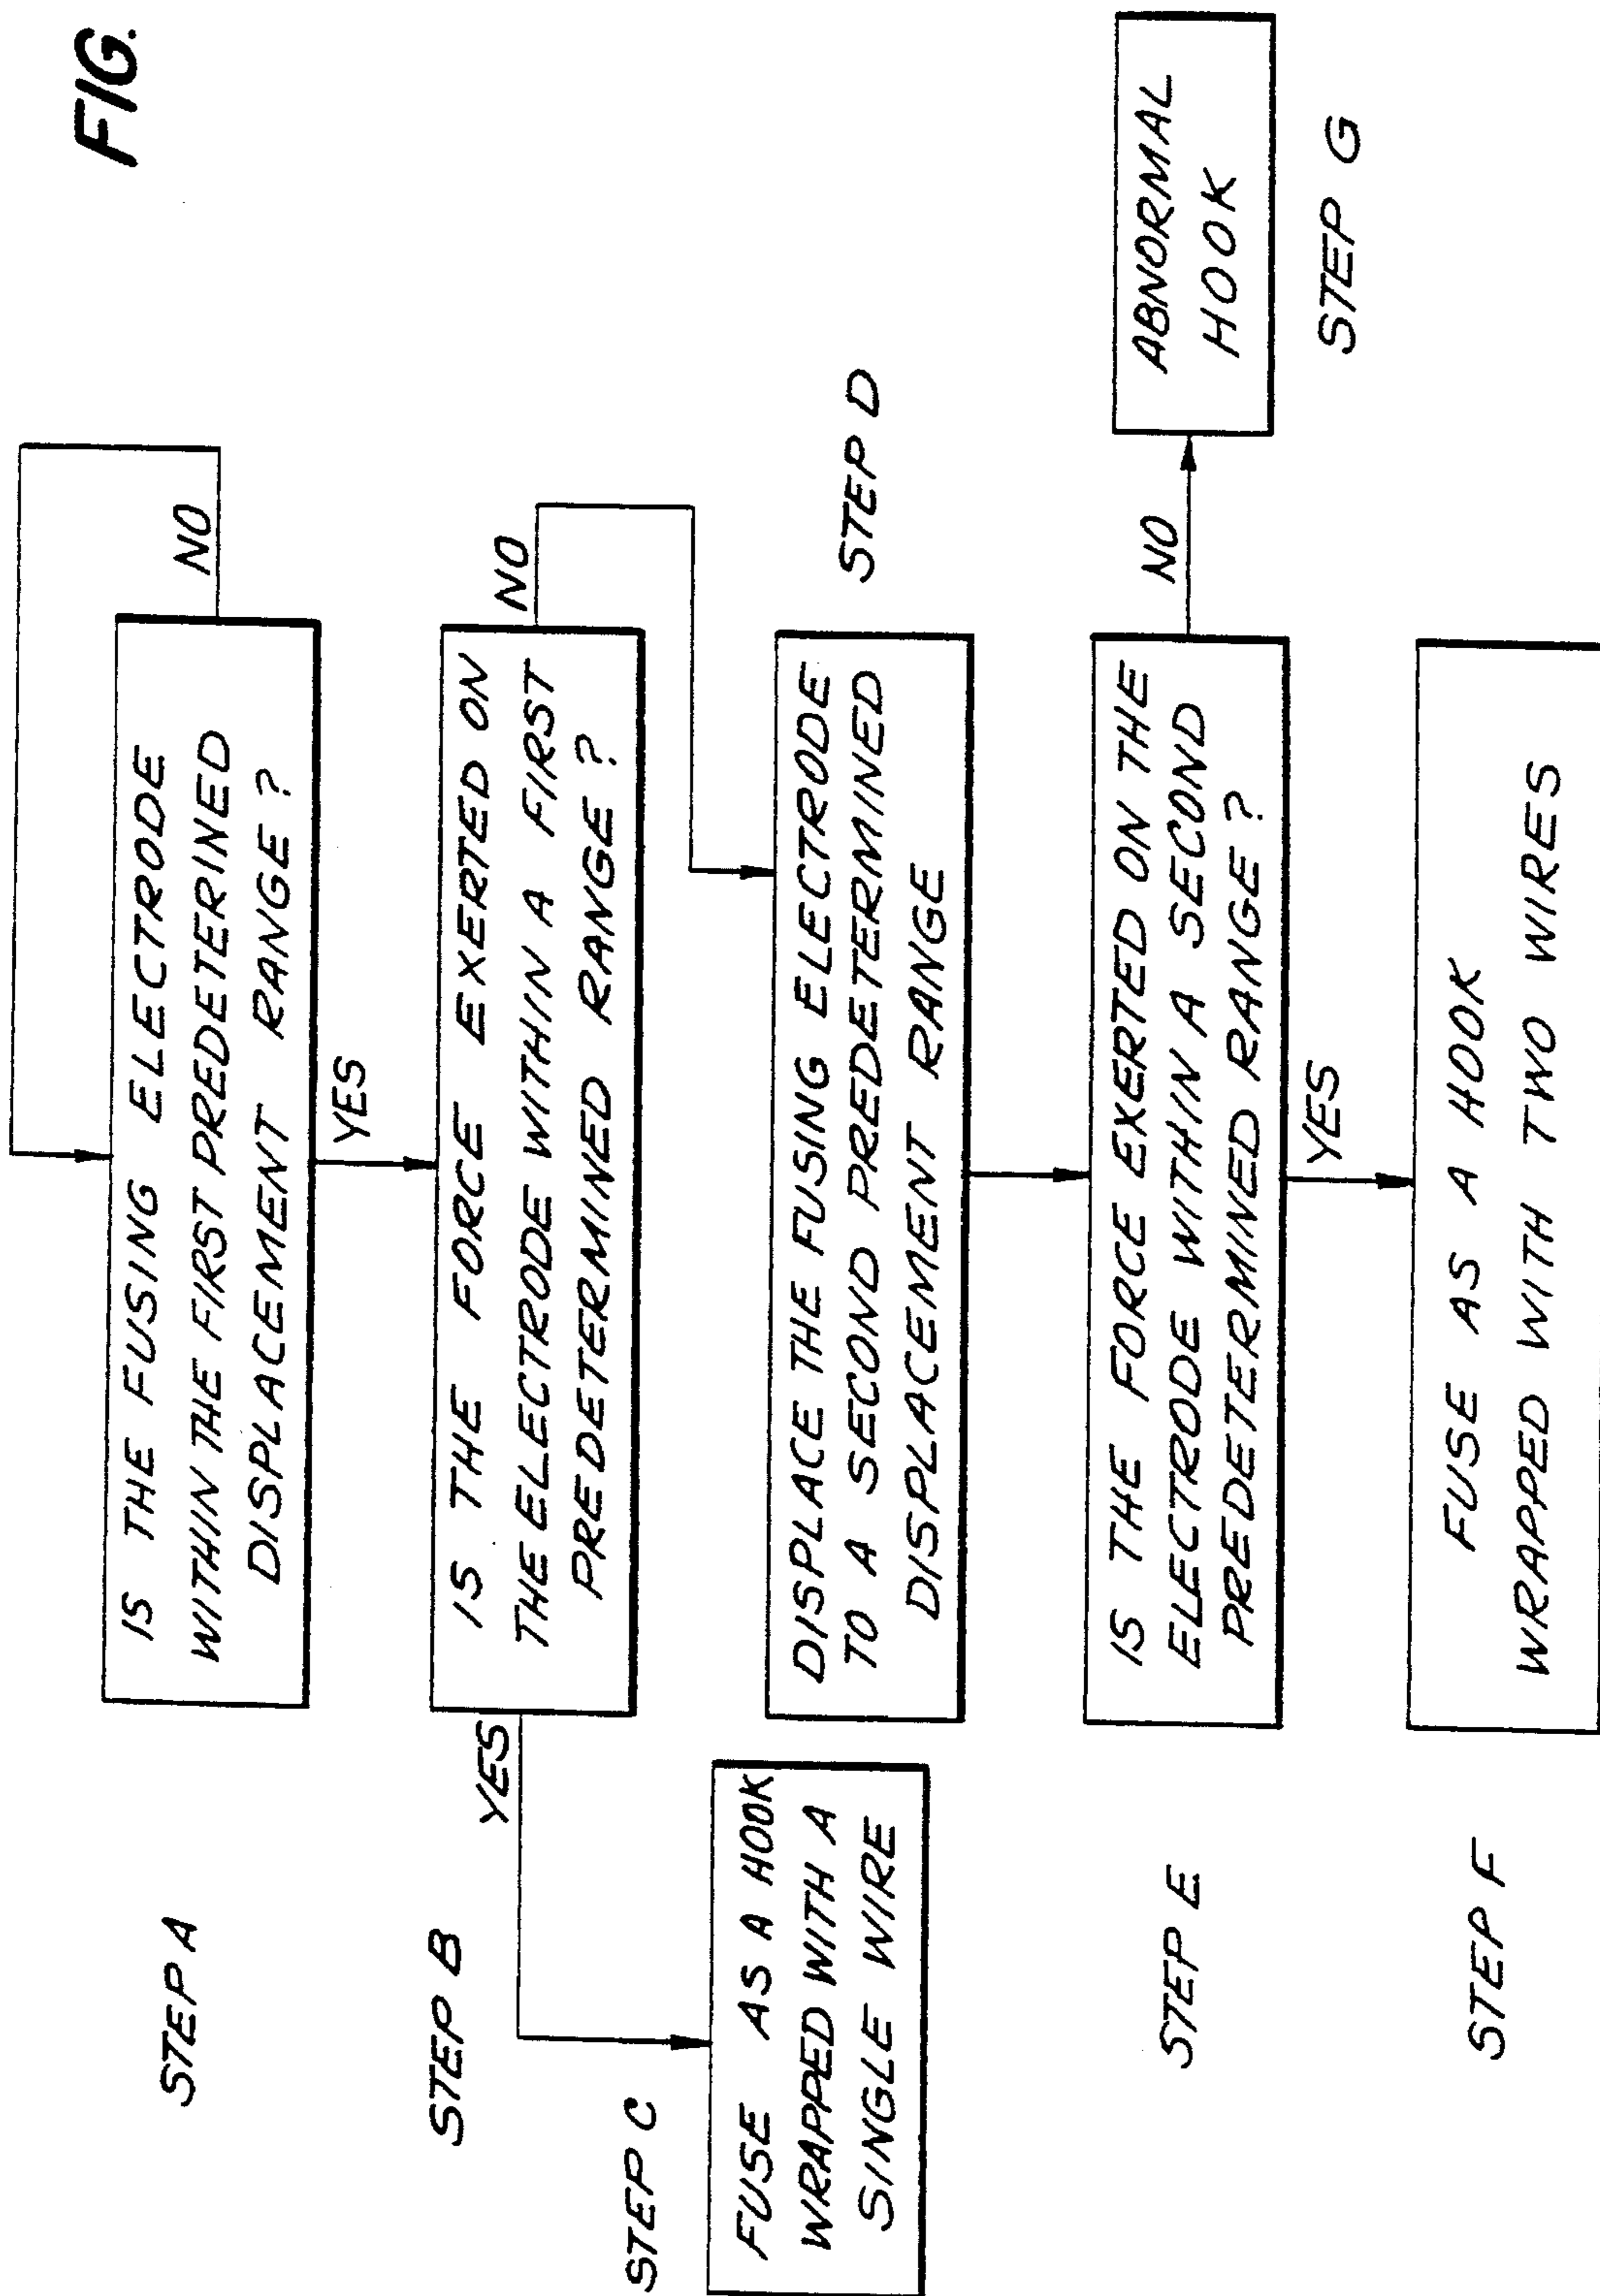 FIG.
STEP A
IS THE FUSING ELECTRODE
WITHIN THE FIRST PREDETERINED
DISPLACEMENT RANGE?
NO
YES
STEP B
IS THE FORCE EXERTED ON
THE ELECTRODE WITHIN A FIRST
PREDETERMINED RANGE?
YES
NO
STEP C
FUSE AS A HOOK
WRAPPED WITH A
SINGLE WIRE
DISPLACE THE FUSING ELECTRODE
TO A SECOND PREDETERMINED
DISPLACEMENT RANGE
STEP D
STEP E
IS THE FORCE EXERTED ON THE
ELECTRODE WITHIN A SECOND
PREDETERMINED RANGE?
NO
ABNORMAL
HOOK
STEP G
YES
STEP F
FUSE AS A HOOK
WRAPPED WITH TWO WIRES